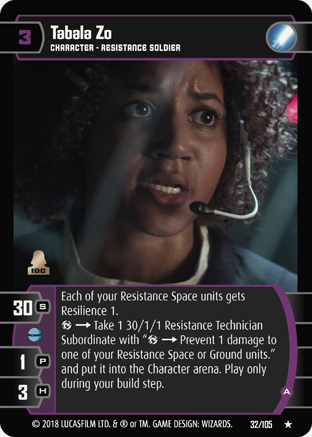 3
Tabala Zo
CHARACTER • RESISTANCE SOLDIER
IDC
30 S
1 P
3 H
Each of your Resistance Space units gets
Resilience 1.
→ Take 1 30/1/1 Resistance Technician
Subordinate with “ → Prevent 1 damage to
one of your Resistance Space or Ground units.”
and put it into the Character arena. Play only
during your build step.
A
© 2018 LUCASFILM LTD. & ® or TM. GAME DESIGN: WIZARDS. 32/105 ★